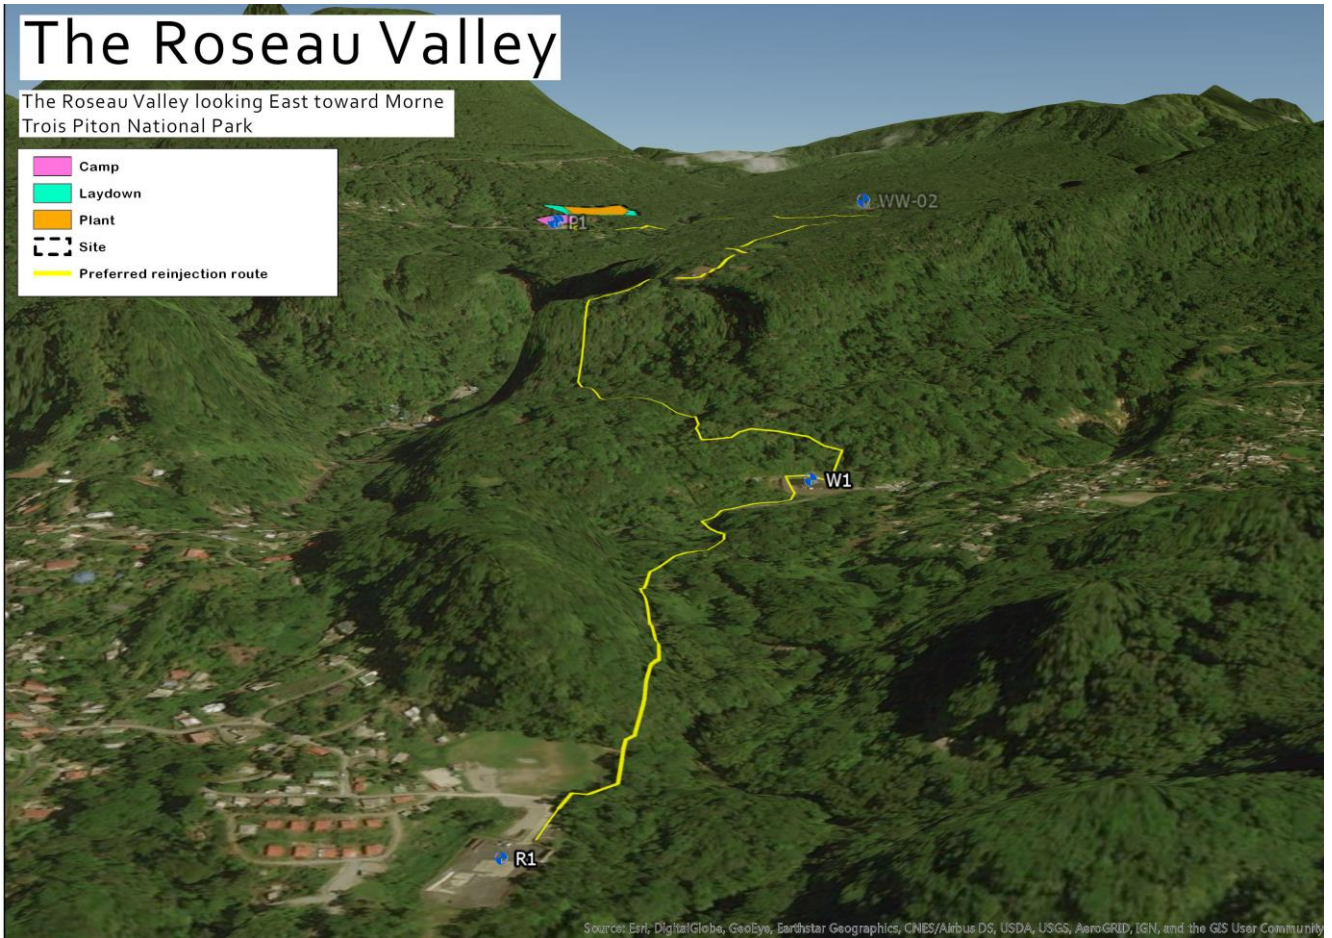 The Roseau Valley
The Roseau Valley looking East toward Morne
Trois Piton National Park
Camp
Laydown
Plant
Site
Preferred reinjection route
P1
WW-02
W1
R1
Source: Esri, DigitalGlobe, GeoEye, Earthstar Geographics, CNES/Airbus DS, USDA, USGS, AeroGRID, IGN, and the GIS User Community